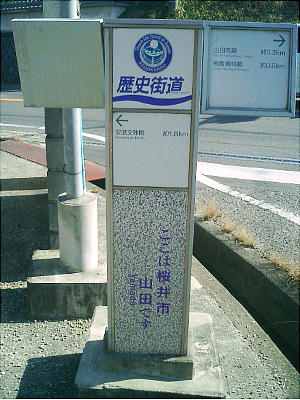 歴史街道
←
安倍文殊院 約1.8km
→
山田寺跡 約0.3km
飛鳥資料館 約0.8km
ここは桜井市
山田です
Yamada